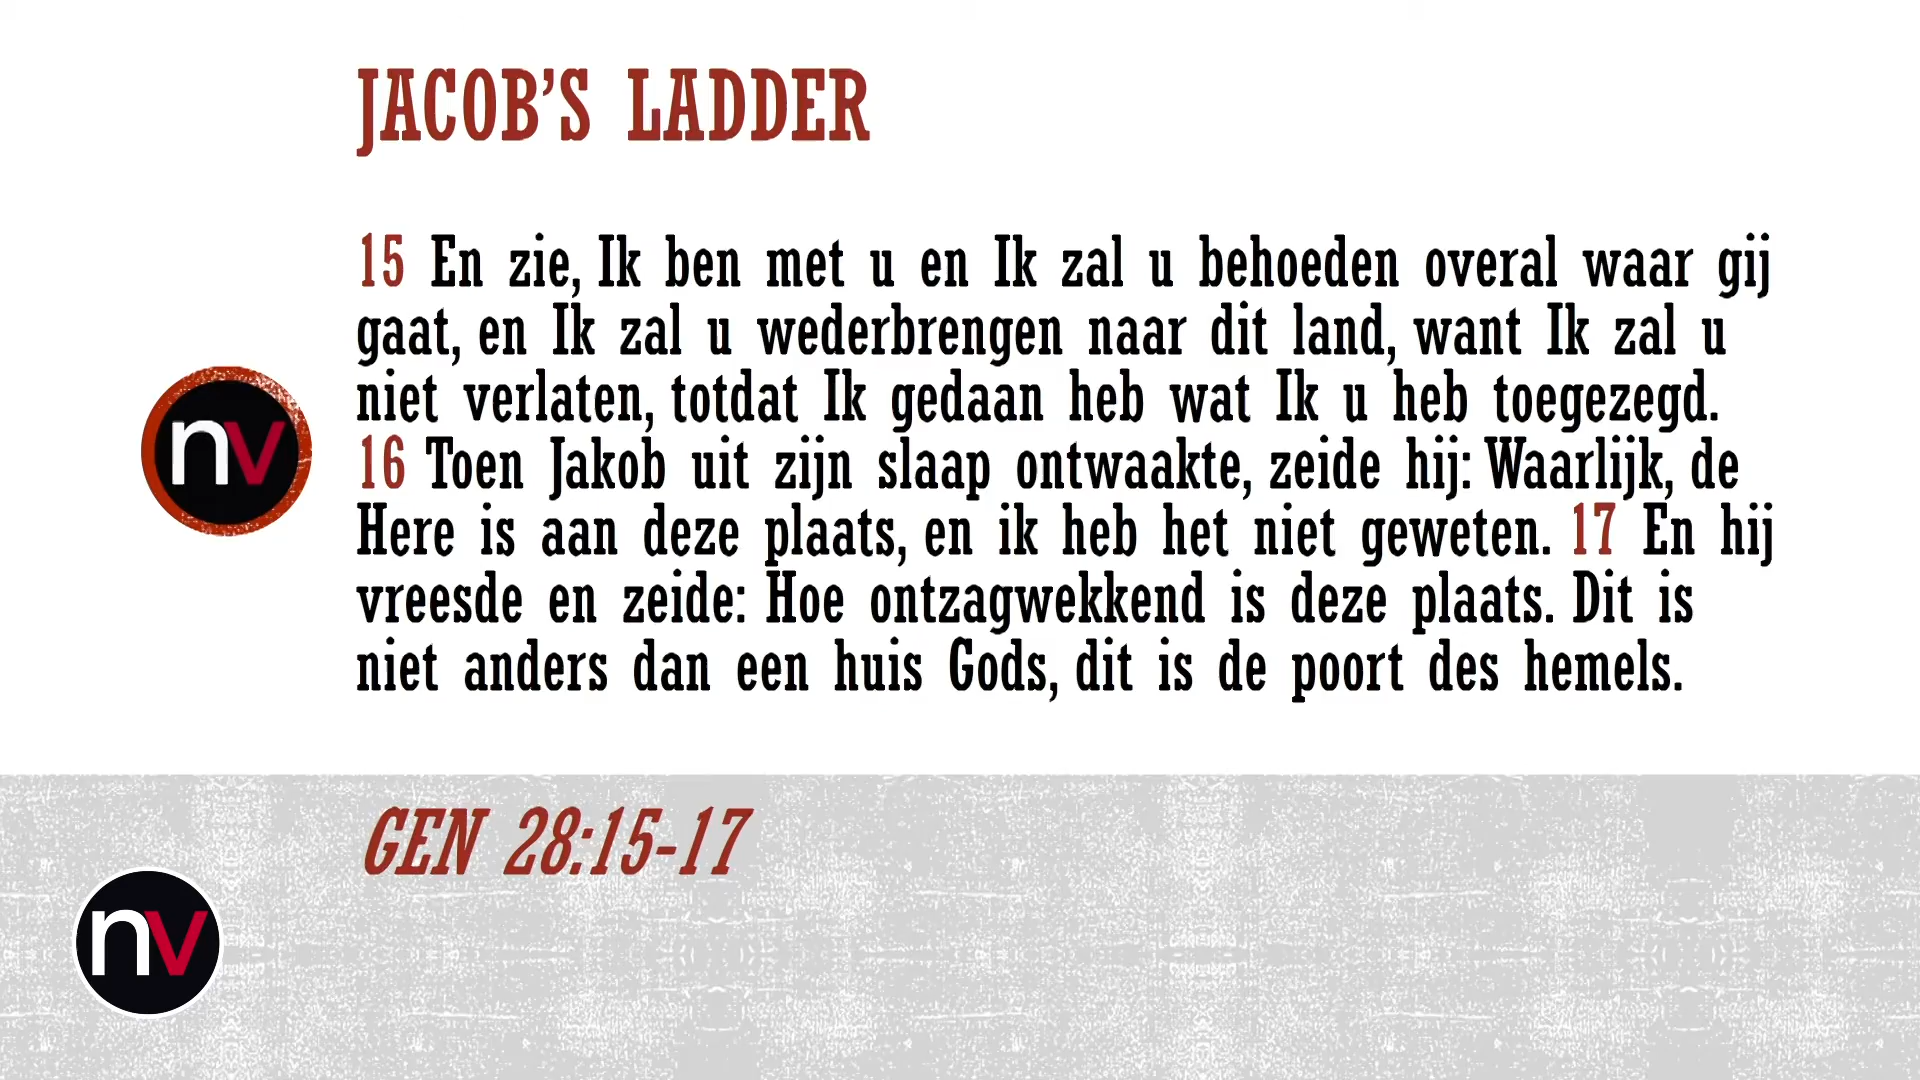 JACOB'S LADDER
15 En zie, Ik ben met u en Ik zal u behoeden overal waar gij
gaat, en Ik zal u wederbrengen naar dit land, want Ik zal u
niet verlaten, totdat Ik gedaan heb wat Ik u heb toegezegd.
16 Toen Jakob uit zijn slaap ontwaakte, zeide hij: Waarlijk, de
Here is aan deze plaats, en ik heb het niet geweten. 17 En hij
vreesde en zeide: Hoe ontzagwekkend is deze plaats. Dit is
niet anders dan een huis Gods, dit is de poort des hemels.
nv
GEN 28:15-17
nv